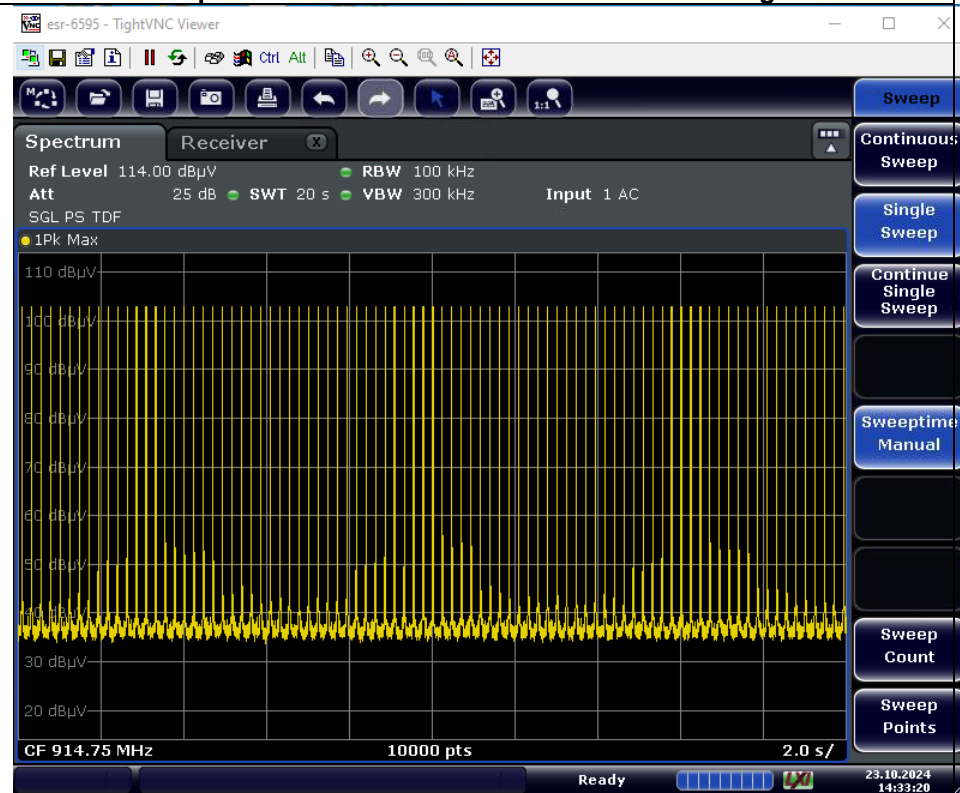 esr-6595 - TightVNC Viewer
Ctrl Alt
Sweep
Spectrum Receiver
Ref Level 114.00 dBµV RBW 100 kHz
Att 25 dB SWT 20 s VBW 300 kHz Input 1 AC
SGL PS TDF
1Pk Max
110 dBµV
100 dBµV
90 dBµV
80 dBµV
70 dBµV
60 dBµV
50 dBµV
40 dBµV
30 dBµV
20 dBµV
CF 914.75 MHz 10000 pts 2.0 s/
Continuous
Sweep
Single
Sweep
Continue
Single
Sweep
Sweeptime
Manual
Sweep
Count
Sweep
Points
Ready LXI 23.10.2024
14:33:20